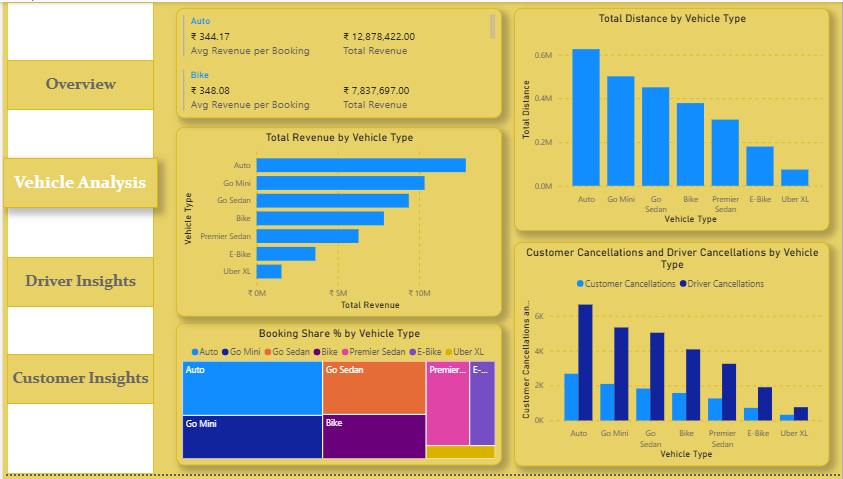 Overview
Vehicle Analysis
Driver Insights
Customer Insights
Auto
₹ 344.17 ₹ 12,878,422.00
Avg Revenue per Booking Total Revenue
Bike
₹ 348.08 ₹ 7,837,697.00
Avg Revenue per Booking Total Revenue
Total Revenue by Vehicle Type
Vehicle Type
Auto
Go Mini
Go Sedan
Bike
Premier Sedan
E-Bike
Uber XL
₹ 0M ₹ 5M ₹ 10M
Total Revenue
Booking Share % by Vehicle Type
Auto Go Mini Go Sedan Bike Premier Sedan E-Bike Uber XL
Auto Go Sedan Premier... E-...
Go Mini Bike
Total Distance by Vehicle Type
Total Distance
0.6M
0.4M
0.2M
0.0M
Auto Go Mini Go Bike Premier E-Bike Uber XL
Sedan Sedan
Vehicle Type
Customer Cancellations and Driver Cancellations by Vehicle
Type
Customer Cancellations Driver Cancellations
Customer Cancellations an...
6K
4K
2K
0K
Auto Go Mini Go Bike Premier E-Bike Uber XL
Sedan Sedan
Vehicle Type